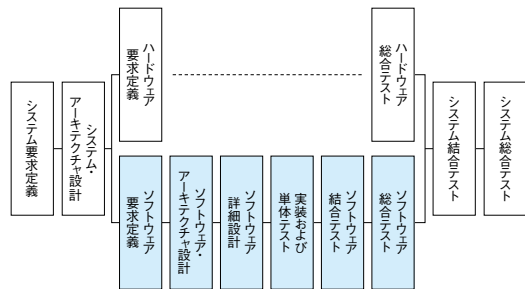 システム要求定義
システム・
アーキテクチャ設計
ハードウェア
要求定義
ハードウェア
総合テスト
ソフトウェア
要求定義
ソフトウェア・
アーキテクチャ設計
ソフトウェア
詳細設計
実装および
単体テスト
ソフトウェア
結合テスト
ソフトウェア
総合テスト
システム結合テスト
システム総合テスト